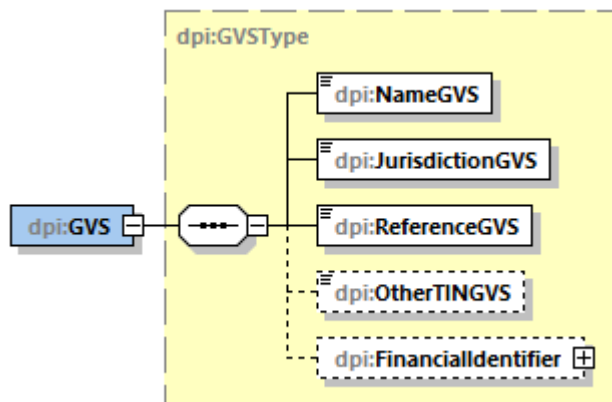 dpi:GVSType
dpi:NameGVS
dpi:JurisdictionGVS
dpi:GVS
dpi:ReferenceGVS
dpi:OtherTINGVS
dpi:FinancialIdentifier